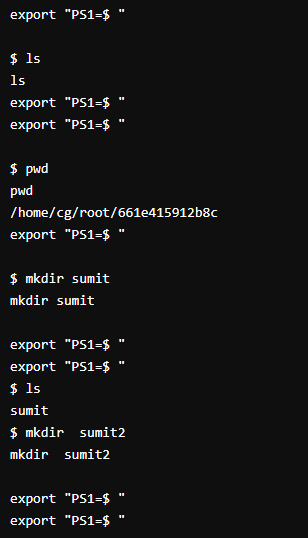 export "PS1=$ "
$ ls
ls
export "PS1=$ "
export "PS1=$ "
$ pwd
pwd
/home/cg/root/661e415912b8c
export "PS1=$ "
$ mkdir sumit
mkdir sumit
export "PS1=$ "
export "PS1=$ "
$ ls
sumit
$ mkdir  sumit2
mkdir  sumit2
export "PS1=$ "
export "PS1=$ "